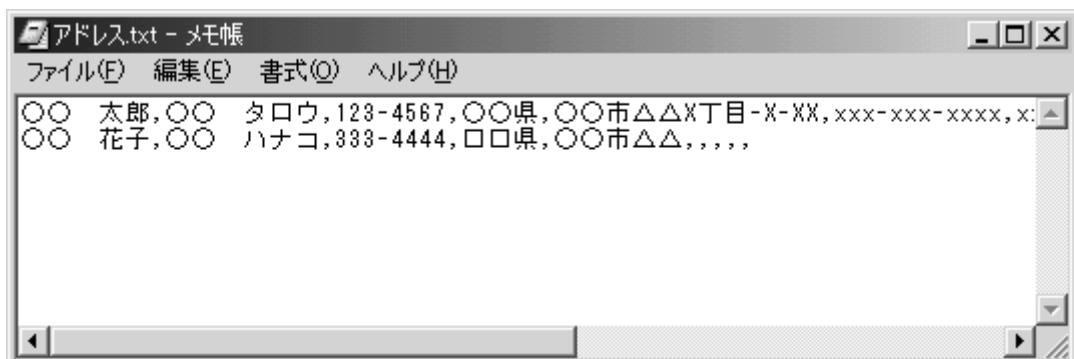 アドレス.txt - メモ帳
ファイル(F) 編集(E) 書式(O) ヘルプ(H)
○○　太郎,○○　タロウ,123-4567,○○県,○○市△△X丁目-X-XX,xxx-xxx-xxxx,x
○○　花子,○○　ハナコ,333-4444,□□県,○○市△△,,,,,